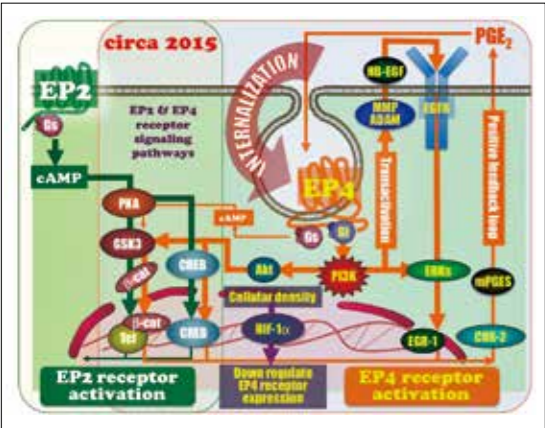 circa 2015
PGE2
INTERNALIZATION
HB-EGF
MMP
ADAM
EGFR
EP2
Gs
EP2 & EP4
receptor
signaling
pathways
cAMP
PKA
GSK3
β-cat
CREB
cAMP
EP4
Gs
Gi
Transactivation
Positive feedback loop
Akt
PI3K
ERKs
mPGES
Cellular density
HIF-1α
β-cat
Tcf
CREB
EGR-1
COX-2
EP2 receptor
activation
Down regulate
EP4 receptor
expression
EP4 receptor
activation